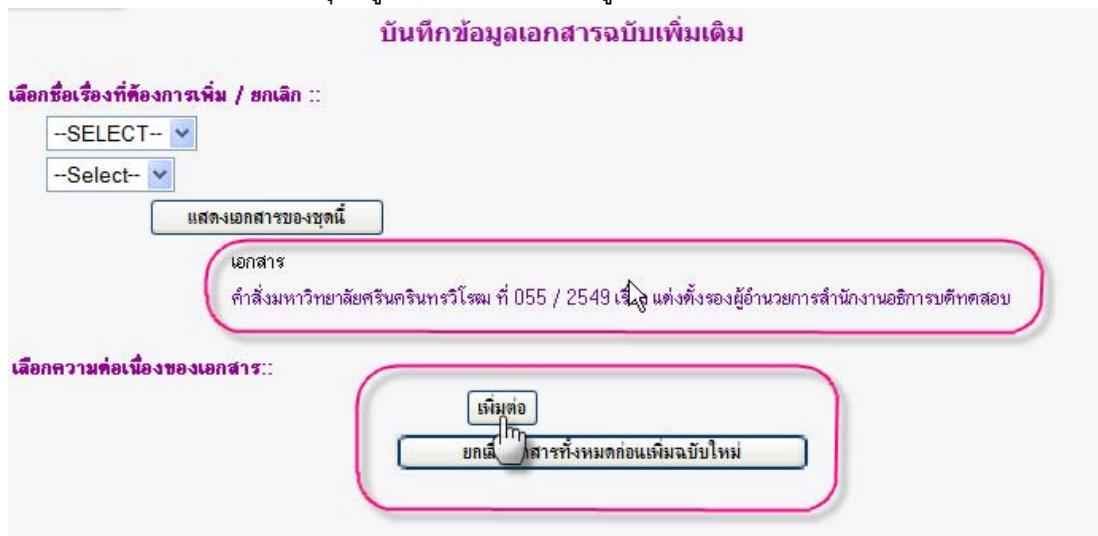 บันทึกข้อมูลเอกสารฉบับเพิ่มเติม
เลือกชื่อเรื่องที่ต้องการเพิ่ม / ยกเลิก ::
--SELECT--
--Select--
แสดงเอกสารของชุดนี้
เอกสาร
คำสั่งมหาวิทยาลัยศรีนครินทรวิโรฒ ที่ 055 / 2549 เรื่อง แต่งตั้งรองผู้อำนวยการสำนักงานอธิการบดีทดสอบ
เลือกความต่อเนื่องของเอกสาร::
เพิ่มต่อ
ยกเลิกเอกสารทั้งหมดก่อนเพิ่มฉบับใหม่